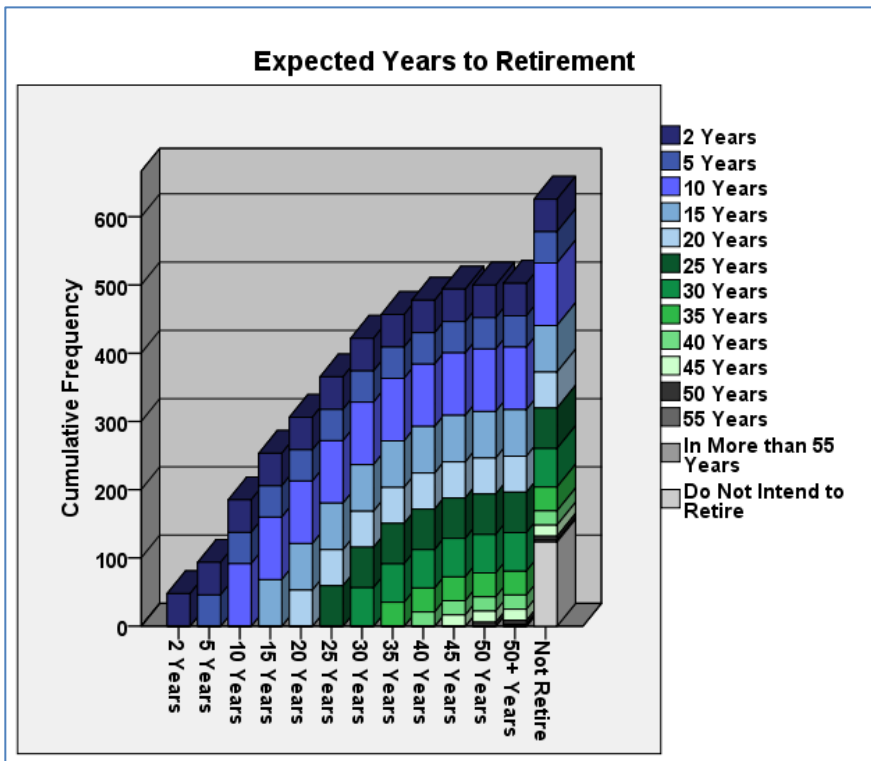 Expected Years to Retirement
Cumulative Frequency
600
500
400
300
200
100
0
2 Years
5 Years
10 Years
15 Years
20 Years
25 Years
30 Years
35 Years
40 Years
45 Years
50 Years
50+ Years
Not Retire
2 Years
5 Years
10 Years
15 Years
20 Years
25 Years
30 Years
35 Years
40 Years
45 Years
50 Years
55 Years
In More than 55
Years
Do Not Intend to
Retire